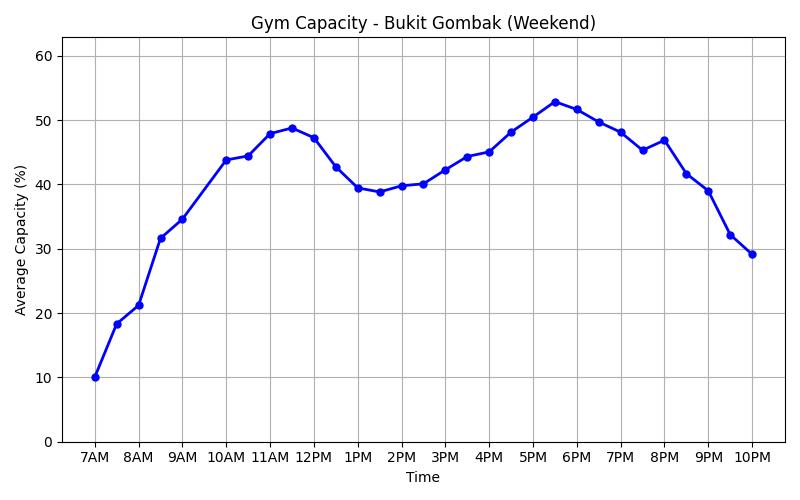 Gym Capacity - Bukit Gombak (Weekend)
Average Capacity (%)
60
50
40
30
20
10
0
7AM 8AM 9AM 10AM 11AM 12PM 1PM 2PM 3PM 4PM 5PM 6PM 7PM 8PM 9PM 10PM
Time